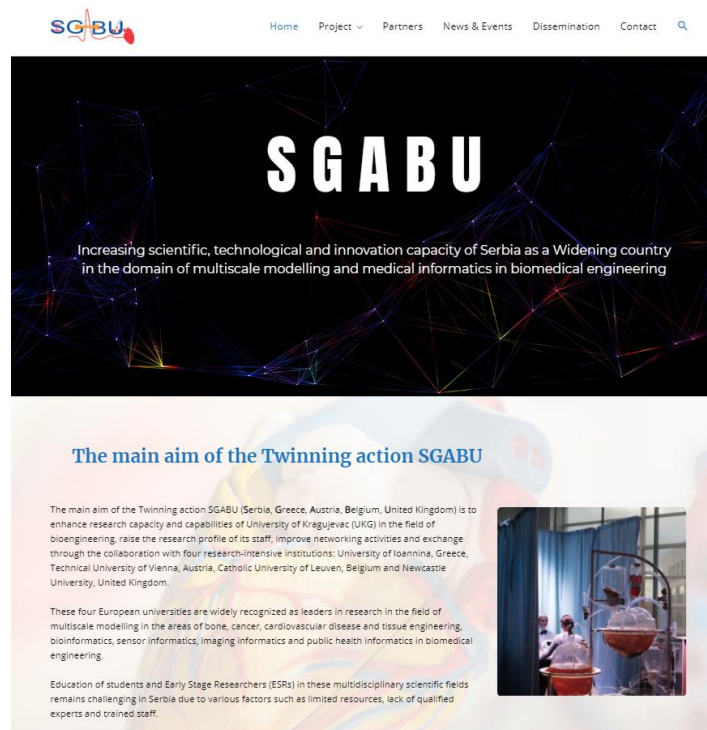 SGABU
Home Project Partners News & Events Dissemination Contact
SGABU
Increasing scientific, technological and innovation capacity of Serbia as a Widening country
in the domain of multiscale modelling and medical informatics in biomedical engineering
The main aim of the Twinning action SGABU
The main aim of the Twinning action SGABU (Serbia, Greece, Austria, Belgium, United Kingdom) is to
enhance research capacity and capabilities of University of Kragujevac (UKG) in the field of
bioengineering, raise the research profile of its staff, improve networking activities and exchange
through the collaboration with four research-intensive institutions: University of Ioannina, Greece,
Technical University of Vienna, Austria, Catholic University of Leuven, Belgium and Newcastle
University, United Kingdom.
These four European universities are widely recognized as leaders in research in the field of
multiscale modelling in the areas of bone, cancer, cardiovascular disease and tissue engineering,
bioinformatics, sensor informatics, imaging informatics and public health informatics in biomedical
engineering.
Education of students and Early Stage Researchers (ESRs) in these multidisciplinary scientific fields
remains challenging in Serbia due to various factors such as limited resources, lack of qualified
experts and trained staff.